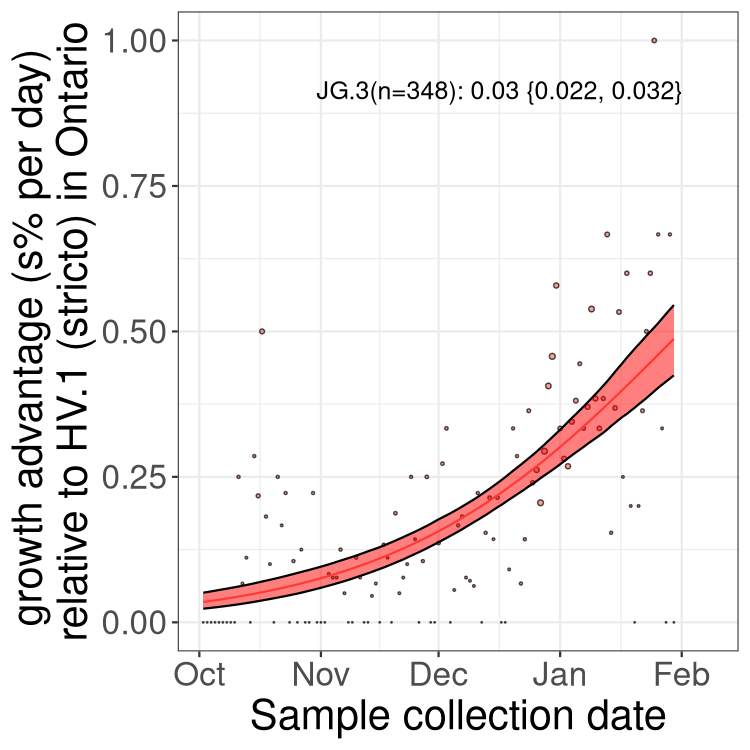 growth advantage (s% per day)
relative to HV.1 (stricto) in Ontario
1.00
0.75
0.50
0.25
0.00
JG.3(n=348): 0.03 {0.022, 0.032}
Oct Nov Dec Jan Feb
Sample collection date